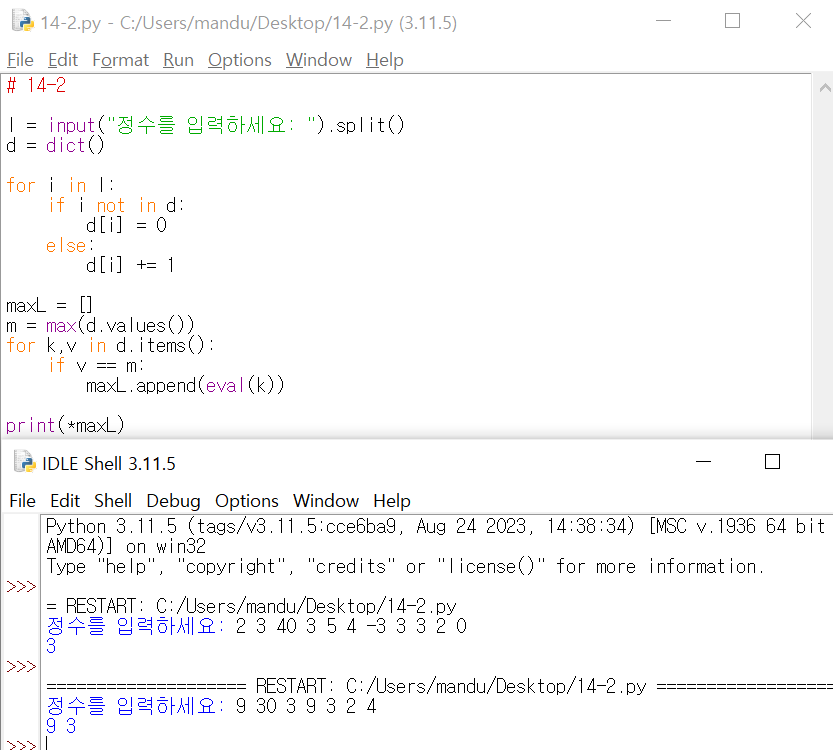 14-2.py - C:/Users/mandu/Desktop/14-2.py (3.11.5)
File Edit Format Run Options Window Help
# 14-2
l = input("정수를 입력하세요: ").split()
d = dict()
for i in l:
    if i not in d:
        d[i] = 0
    else:
        d[i] += 1
maxL = []
m = max(d.values())
for k,v in d.items():
    if v == m:
        maxL.append(eval(k))
print(*maxL)
IDLE Shell 3.11.5
File Edit Shell Debug Options Window Help
Python 3.11.5 (tags/v3.11.5:cce6ba9, Aug 24 2023, 14:38:34) [MSC v.1936 64 bit
AMD64)] on win32
Type "help", "copyright", "credits" or "license()" for more information.
>>>
= RESTART: C:/Users/mandu/Desktop/14-2.py
정수를 입력하세요: 2 3 40 3 5 4 -3 3 3 2 0
3
>>>
==================== RESTART: C:/Users/mandu/Desktop/14-2.py ==================
정수를 입력하세요: 9 30 3 9 3 2 4
9 3
>>>